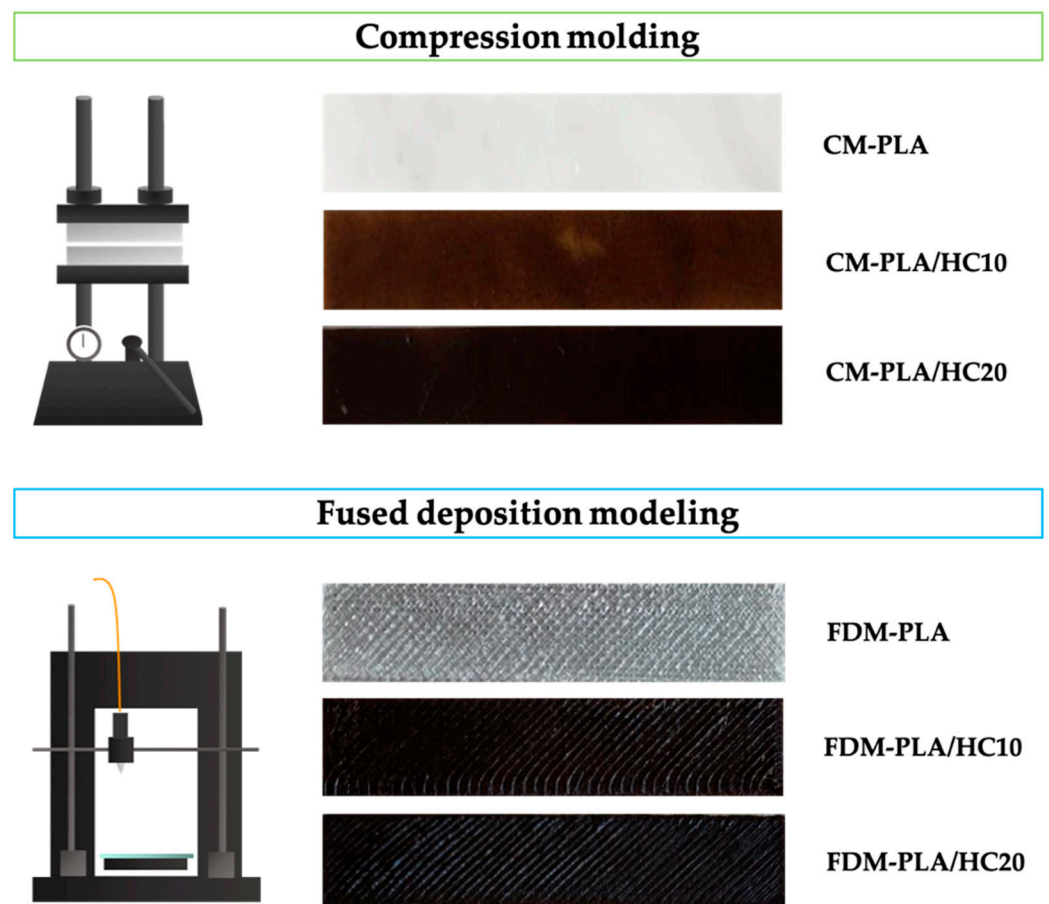 Compression molding
CM-PLA
CM-PLA/HC10
CM-PLA/HC20
Fused deposition modeling
FDM-PLA
FDM-PLA/HC10
FDM-PLA/HC20